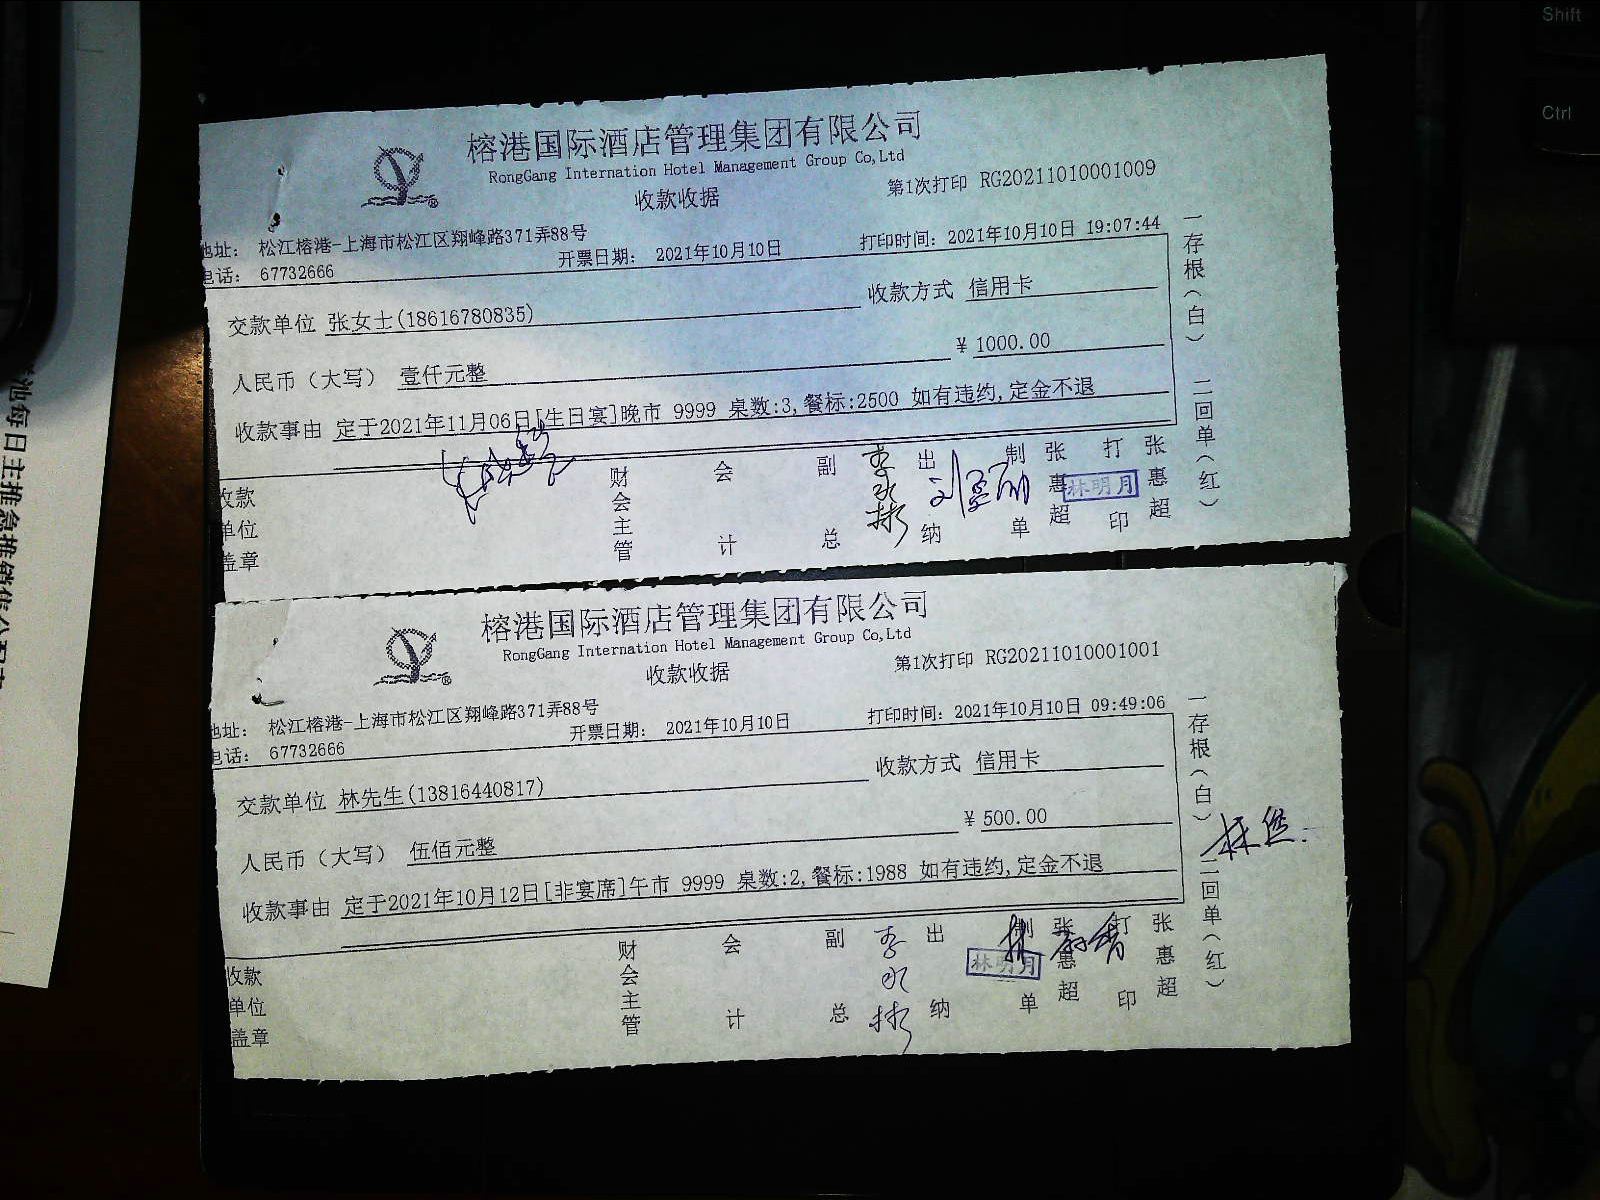 榕港国际酒店管理集团有限公司
RongGang Internation Hotel Management Group Co,Ltd
收款收据
第1次打印 RG20211010001009
地址: 松江榕港-上海市松江区翔峰路371弄88号
电话: 67732666
开票日期: 2021年10月10日
打印时间: 2021年10月10日 19:07:44
交款单位 张女士(18616780835)
收款方式 信用卡
人民币（大写） 壹仟元整
¥ 1000.00
收款事由 定于2021年11月06日[生日宴]晚市 9999 桌数:3,餐标:2500 如有违约,定金不退
收款单位盖章
财会主管
会计
副总
出纳
制单
张惠超
林明月
打印
张惠超
一存根（白） 二回单（红）
榕港国际酒店管理集团有限公司
RongGang Internation Hotel Management Group Co,Ltd
收款收据
第1次打印 RG20211010001001
地址: 松江榕港-上海市松江区翔峰路371弄88号
电话: 67732666
开票日期: 2021年10月10日
打印时间: 2021年10月10日 09:49:06
交款单位 林先生(13816440817)
收款方式 信用卡
人民币（大写） 伍佰元整
¥ 500.00
收款事由 定于2021年10月12日[非宴席]午市 9999 桌数:2,餐标:1988 如有违约,定金不退
收款单位盖章
财会主管
会计
副总
出纳
林明月
制单
张惠超
打印
张惠超
一存根（白） 二回单（红）
Shift
Ctrl